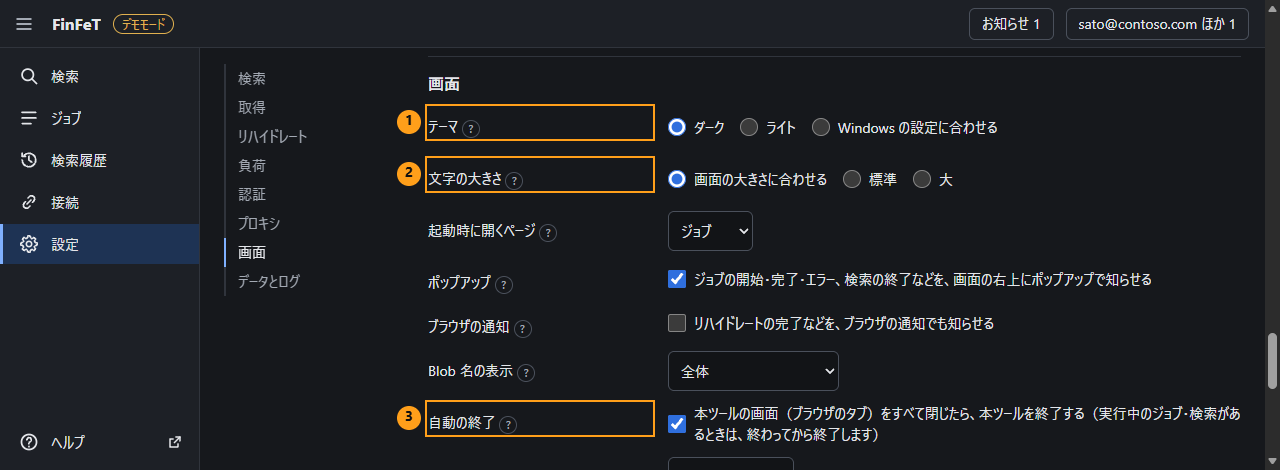 FinFeT
デモモード
お知らせ 1
sato@contoso.com ほか 1
検索
ジョブ
検索履歴
接続
設定
ヘルプ
検索
取得
リハイドレート
負荷
認証
プロキシ
画面
データとログ
画面
1 テーマ ? ダーク ライト Windows の設定に合わせる
2 文字の大きさ ? 画面の大きさに合わせる 標準 大
起動時に開くページ ? ジョブ
ポップアップ ? ジョブの開始・完了・エラー、検索の終了などを、画面の右上にポップアップで知らせる
ブラウザの通知 ? リハイドレートの完了などを、ブラウザの通知でも知らせる
Blob 名の表示 ? 全体
3 自動の終了 ? 本ツールの画面（ブラウザのタブ）をすべて閉じたら、本ツールを終了する（実行中のジョブ・検索があ
るときは、終わってから終了します）